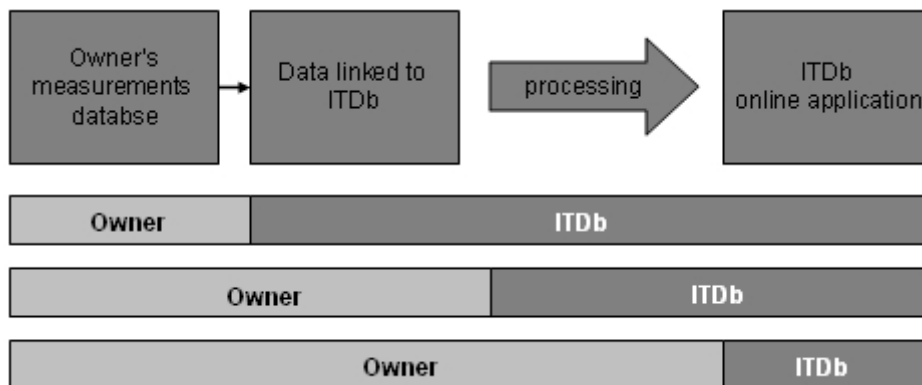 Owner's
measurements
databse
Data linked to
ITDb
processing
ITDb
online application
Owner
ITDb
Owner
ITDb
Owner
ITDb